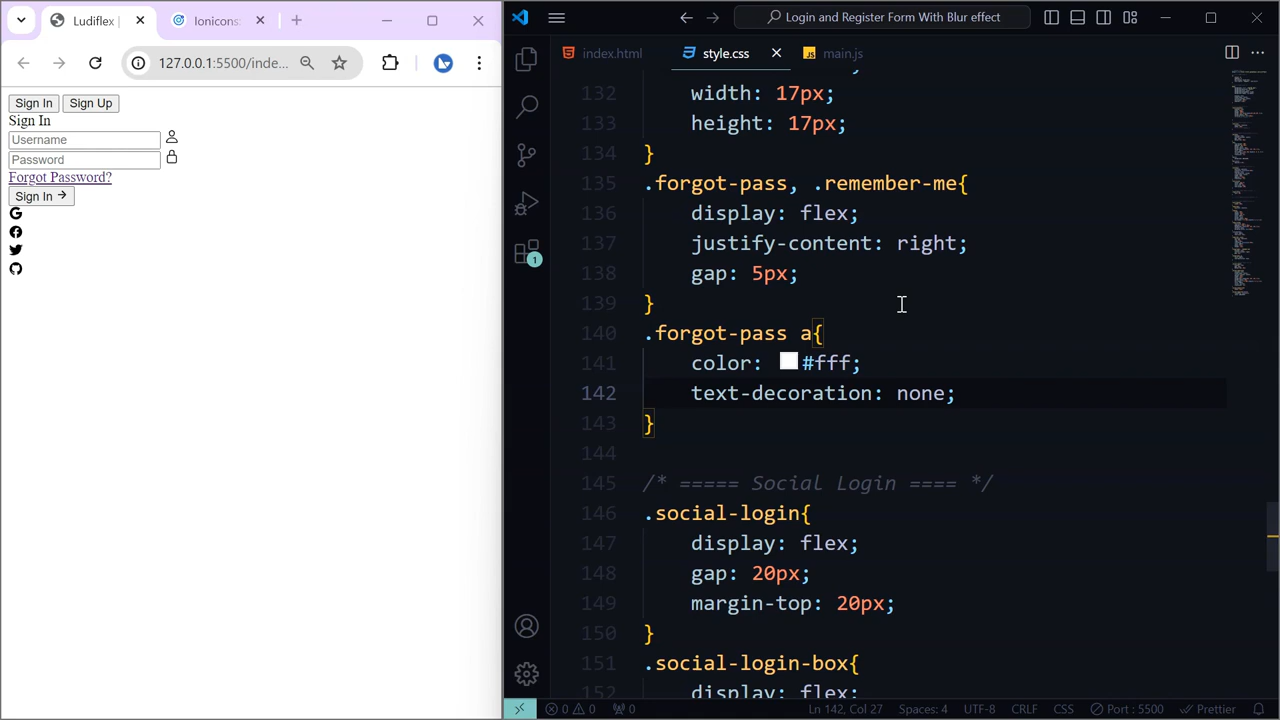 Ludiflex
Ionicons:
127.0.0.1:5500/inde...
Sign In
Sign Up
Sign In
Username
Password
Forgot Password?
Sign In
Login and Register Form With Blur effect
index.html
style.css
main.js
132 width: 17px;
133 height: 17px;
134 }
135 .forgot-pass, .remember-me{
136 display: flex;
137 justify-content: right;
138 gap: 5px;
139 }
140 .forgot-pass a{
141 color: #fff;
142 text-decoration: none;
143 }
144
145 /* ===== Social Login ==== */
146 .social-login{
147 display: flex;
148 gap: 20px;
149 margin-top: 20px;
150 }
151 .social-login-box{
152 display: flex;
1
0 0 0 Ln 142, Col 27 Spaces: 4 UTF-8 CRLF CSS Port : 5500 Prettier